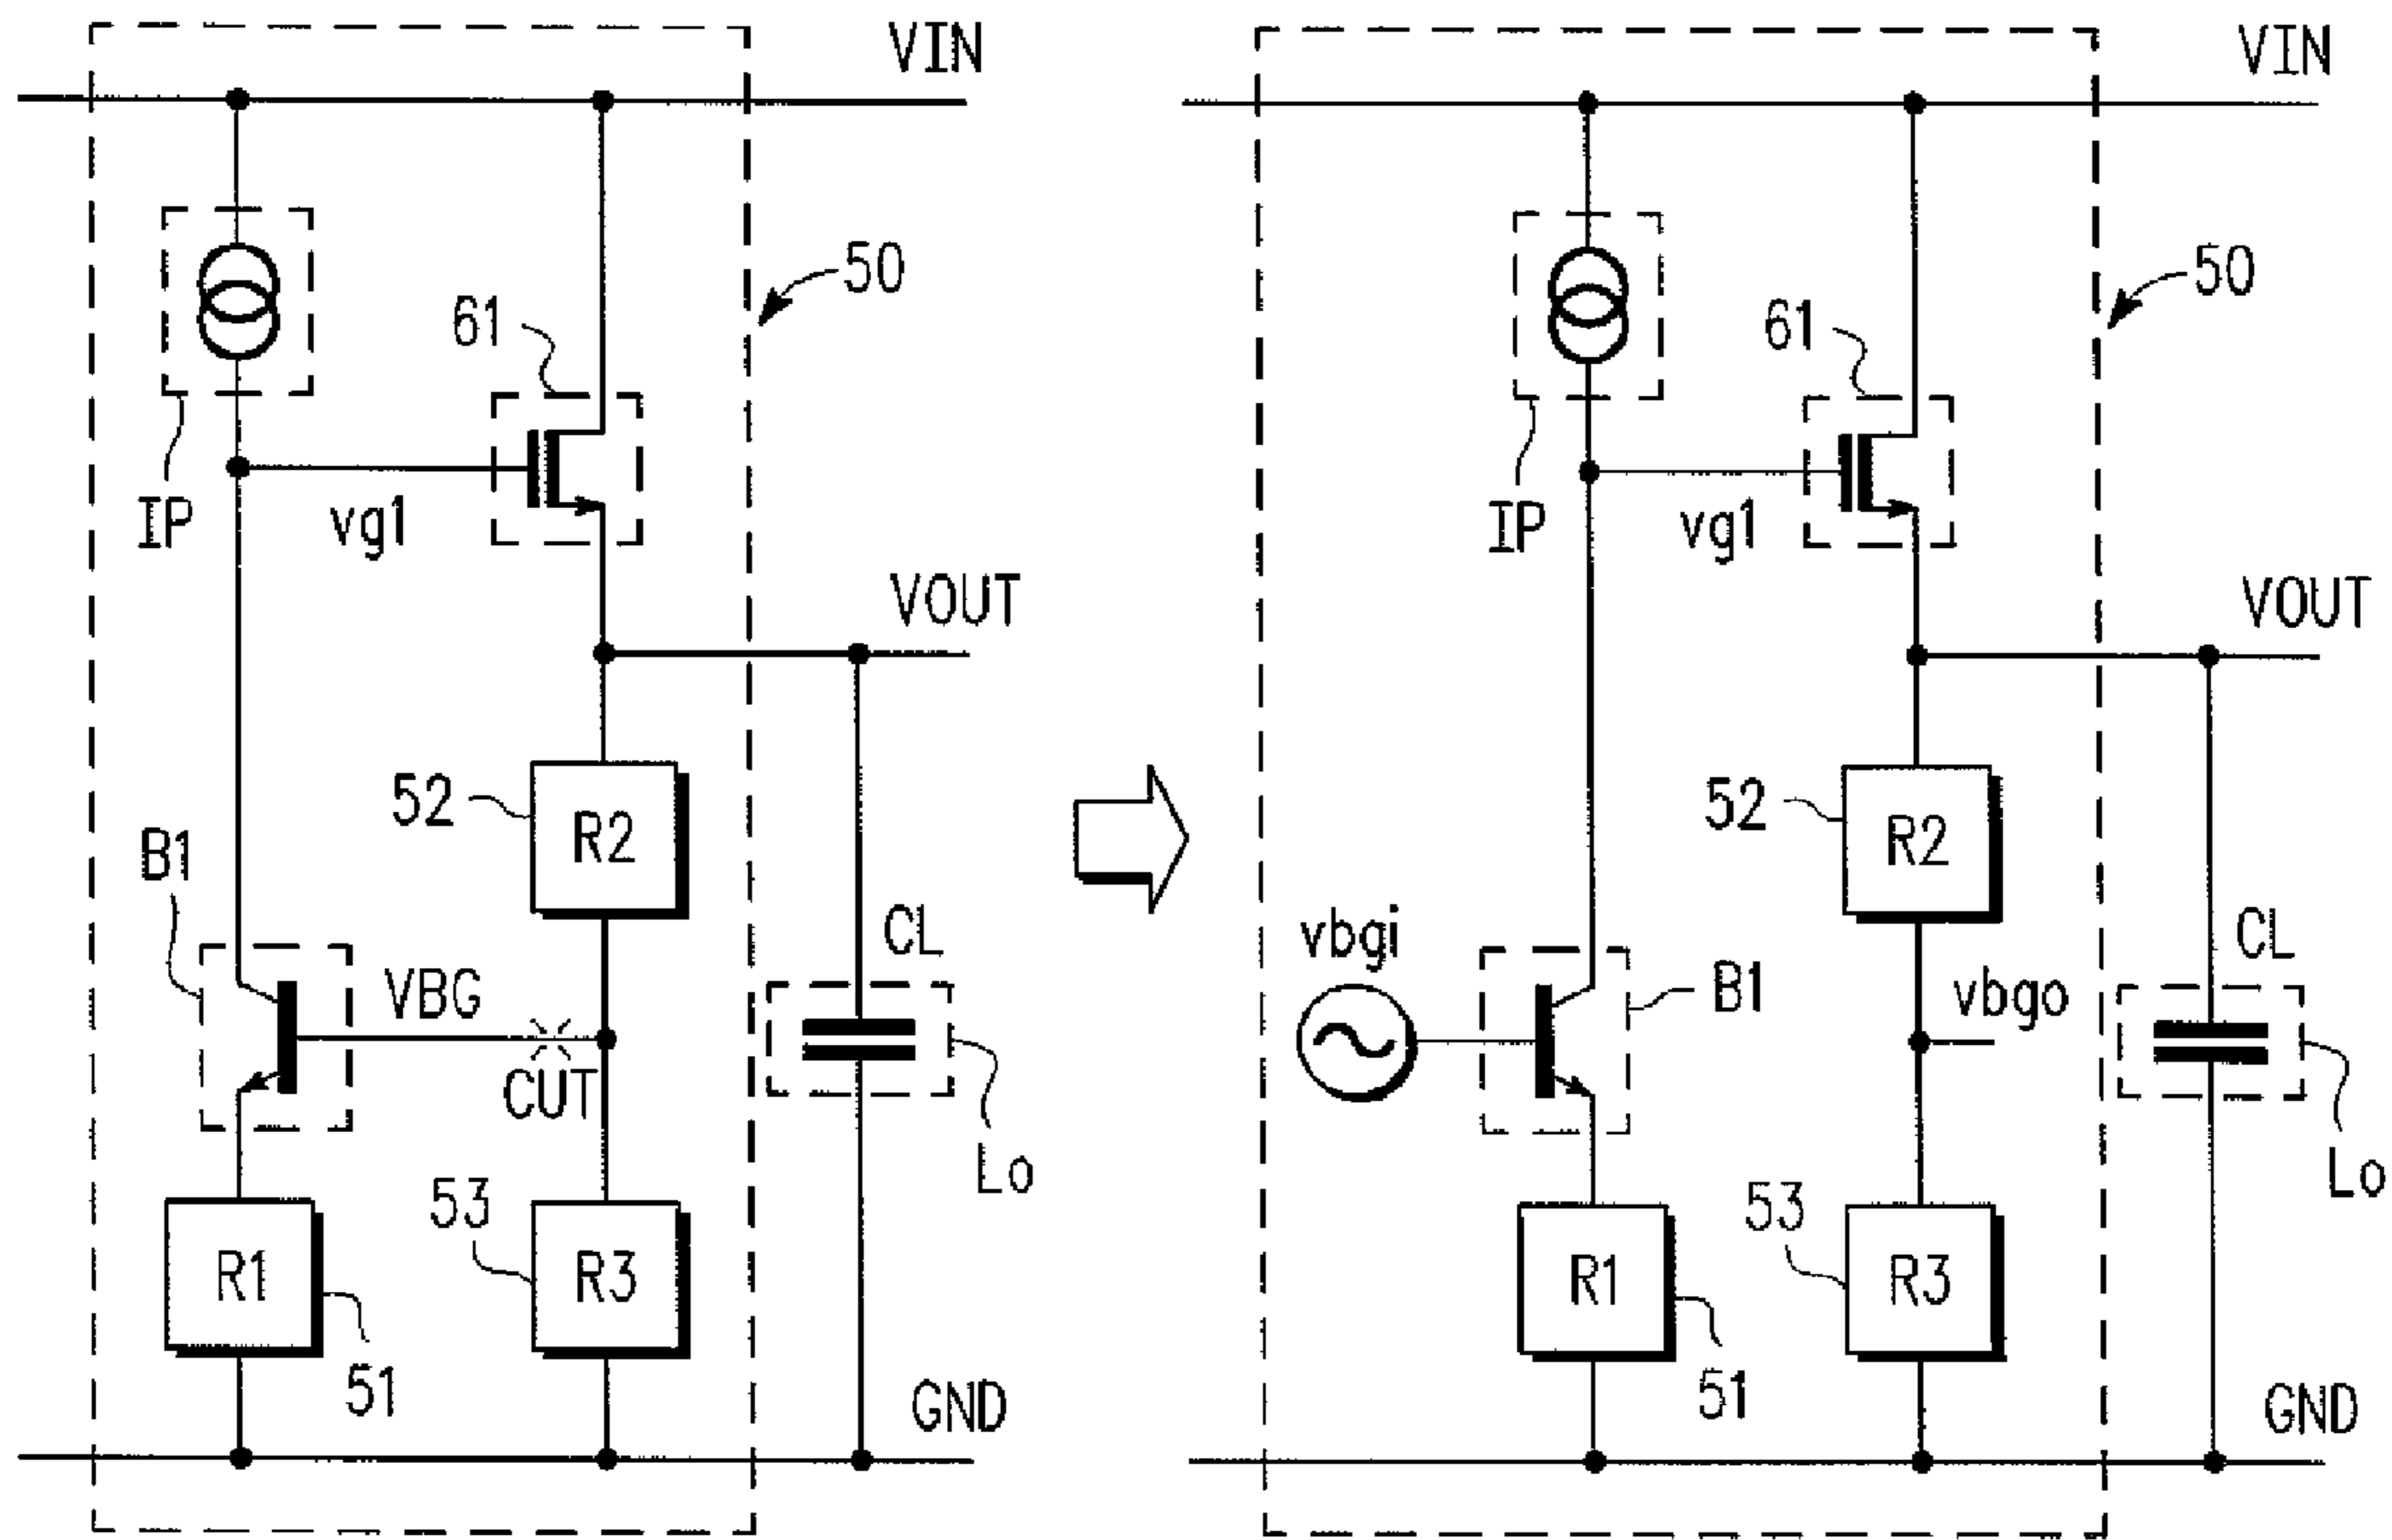 VIN
50
61
IP
vg1
VOUT
52
R2
B1
CL
VBG
CUT
Lo
53
R1
R3
51
GND
VIN
50
61
IP
vg1
VOUT
52
R2
vbgi
CL
B1
vbgo
Lo
53
R1
R3
51
GND